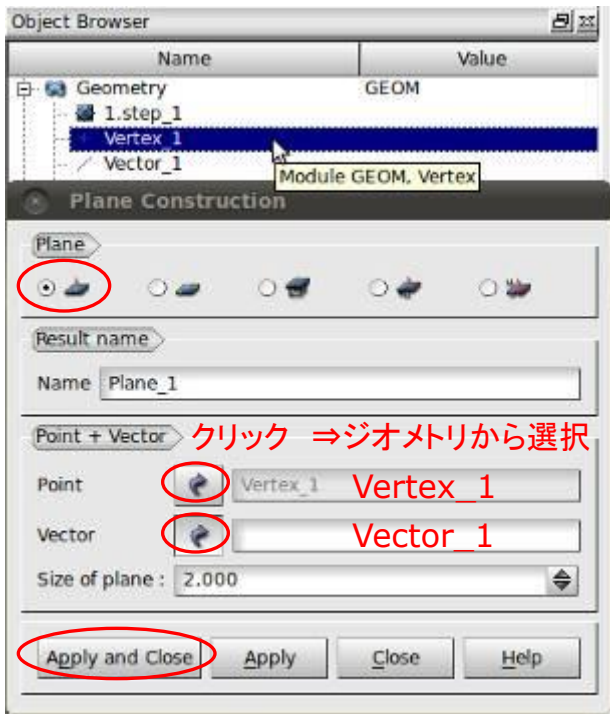 Object Browser
Name Value
Geometry GEOM
1.step_1
Vertex_1
Vector_1
Module GEOM, Vertex
Plane Construction
Plane
Result name
Name Plane_1
Point + Vector クリック ⇒ジオメトリから選択
Point Vertex_1 Vertex_1
Vector Vector_1
Size of plane : 2.000
Apply and Close Apply Close Help